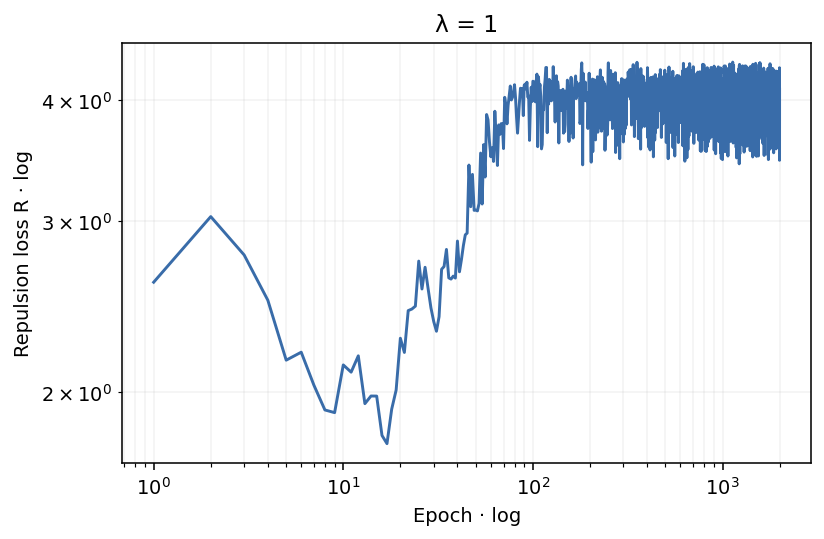 λ = 1
Repulsion loss R · log
4 × 10⁰
3 × 10⁰
2 × 10⁰
10⁰ 10¹ 10² 10³
Epoch · log